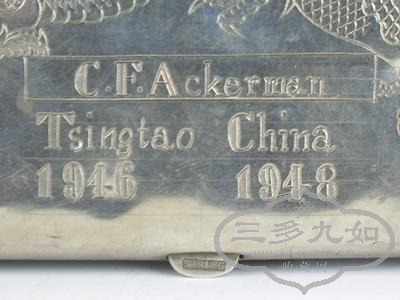 C.F.Ackerman
Tsingtao China
1946 1948
三多九如
STERLING